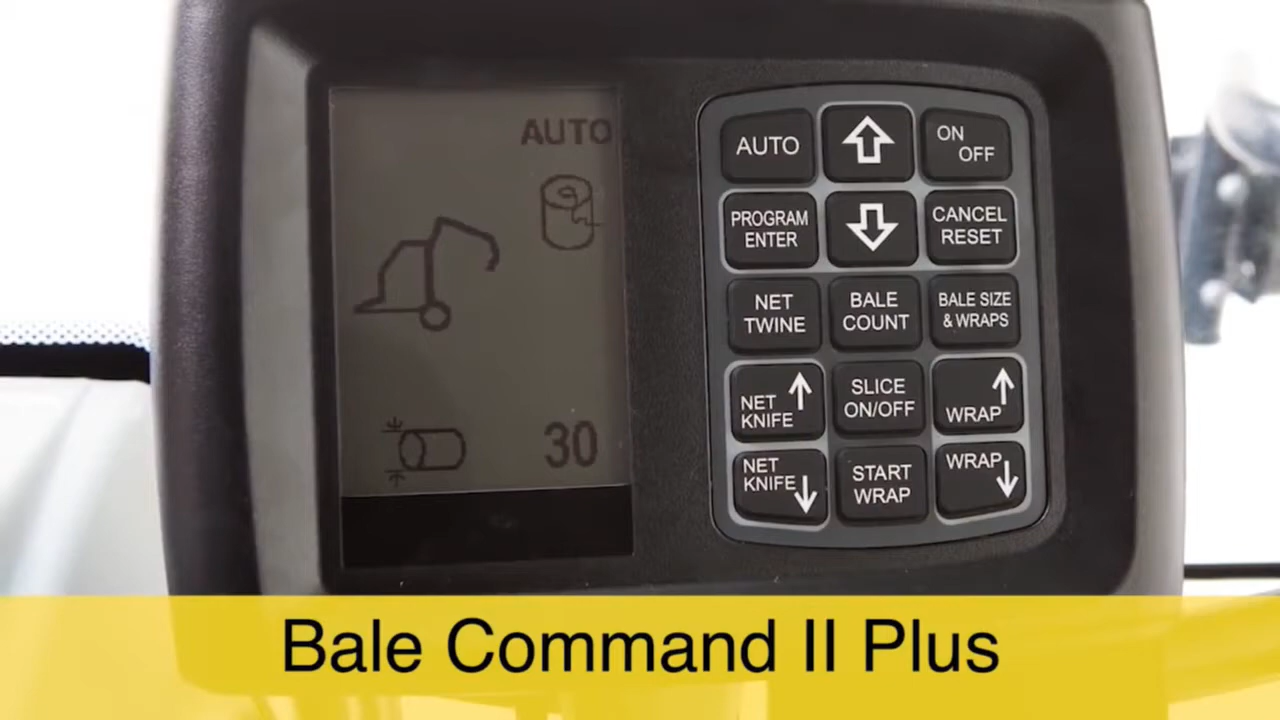 AUTO
30
AUTO
ON
OFF
PROGRAM
ENTER
CANCEL
RESET
NET
TWINE
BALE
COUNT
BALE SIZE
& WRAPS
NET
KNIFE
SLICE
ON/OFF
WRAP
NET
KNIFE
START
WRAP
WRAP
Bale Command II Plus